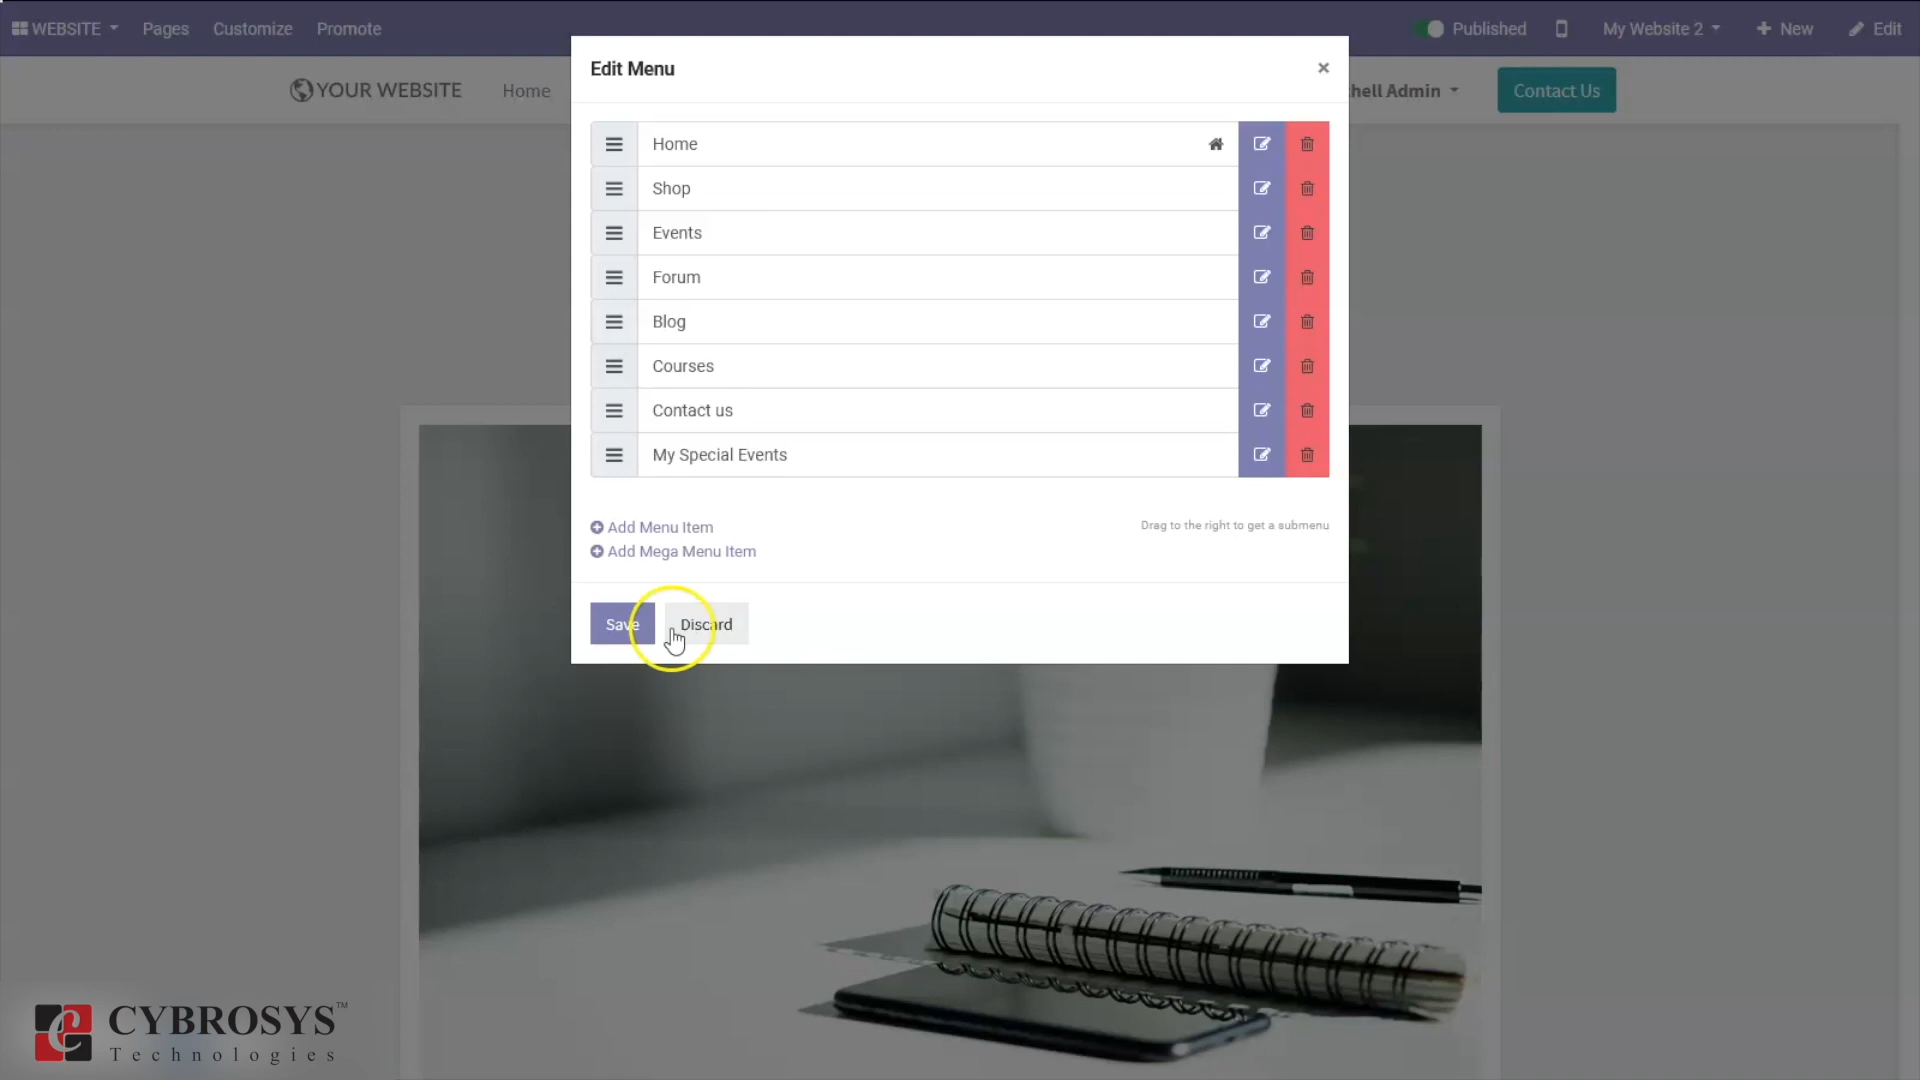 WEBSITE Pages Customize Promote Published My Website 2 New Edit
YOUR WEBSITE Home hell Admin Contact Us
Edit Menu
Home
Shop
Events
Forum
Blog
Courses
Contact us
My Special Events
Add Menu Item Drag to the right to get a submenu
Add Mega Menu Item
Save Discard
CYBROSYS™
Technologies